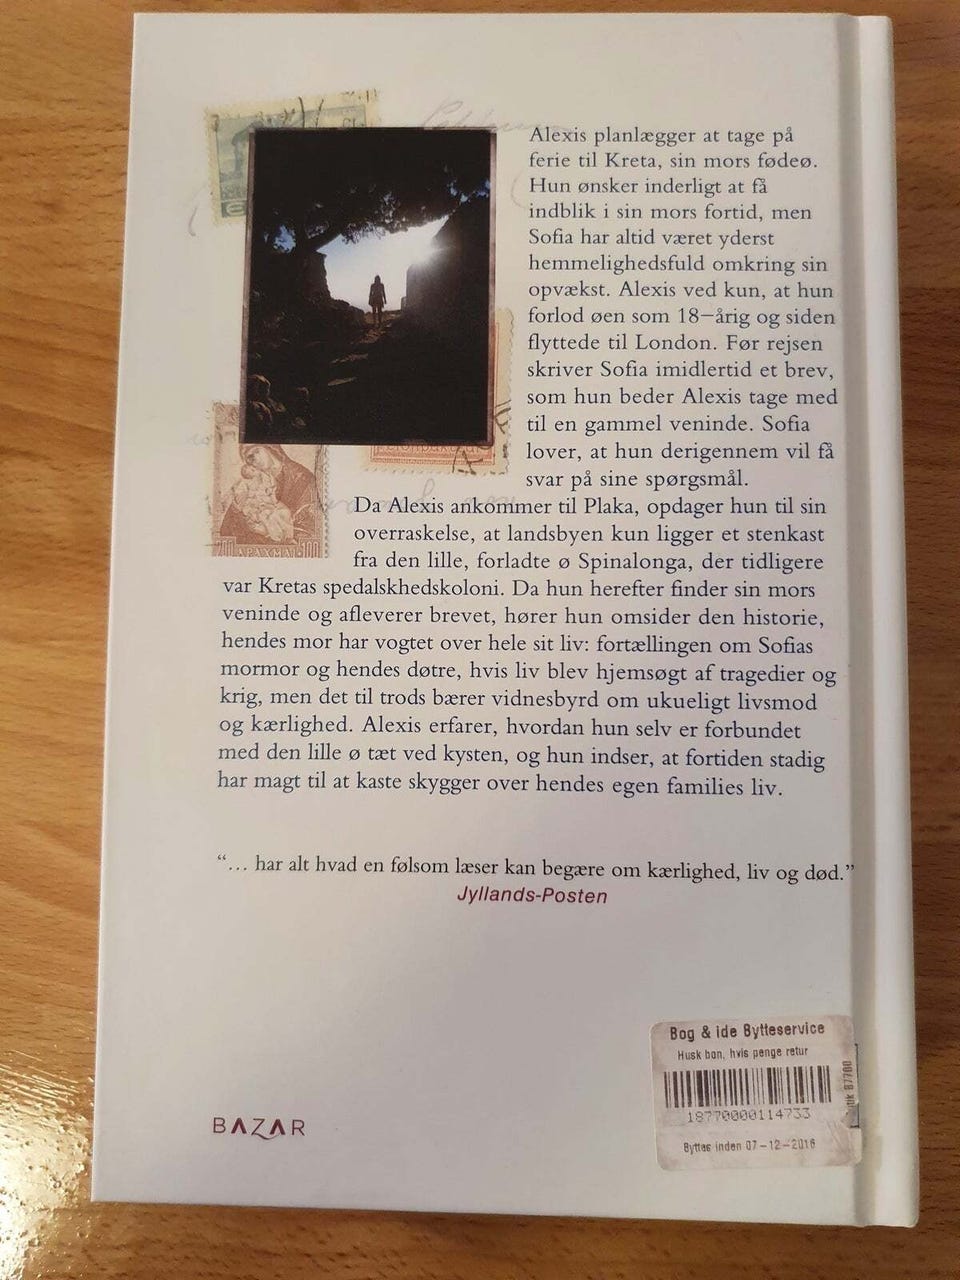 Alexis planlægger at tage på
ferie til Kreta, sin mors fødeø.
Hun ønsker inderligt at få
indblik i sin mors fortid, men
Sofia har altid været yderst
hemmelighedsfuld omkring sin
opvækst. Alexis ved kun, at hun
forlod øen som 18–årig og siden
flyttede til London. Før rejsen
skriver Sofia imidlertid et brev,
som hun beder Alexis tage med
til en gammel veninde. Sofia
lover, at hun derigennem vil få
svar på sine spørgsmål.
Da Alexis ankommer til Plaka, opdager hun til sin
overraskelse, at landsbyen kun ligger et stenkast
fra den lille, forladte ø Spinalonga, der tidligere
var Kretas spedalskhedskoloni. Da hun herefter finder sin mors
veninde og afleverer brevet, hører hun omsider den historie,
hendes mor har vogtet over hele sit liv: fortællingen om Sofias
mormor og hendes døtre, hvis liv blev hjemsøgt af tragedier og
krig, men det til trods bærer vidnesbyrd om ukueligt livsmod
og kærlighed. Alexis erfarer, hvordan hun selv er forbundet
med den lille ø tæt ved kysten, og hun indser, at fortiden stadig
har magt til at kaste skygger over hendes egen families liv.
“… har alt hvad en følsom læser kan begære om kærlighed, liv og død.”
Jyllands-Posten
BAZAR
Bog & ide Bytteservice
Husk bon, hvis penge retur
18770000114733
Byttes inden 07-12-2016
ΔΡΑΧΜΑΙ 100